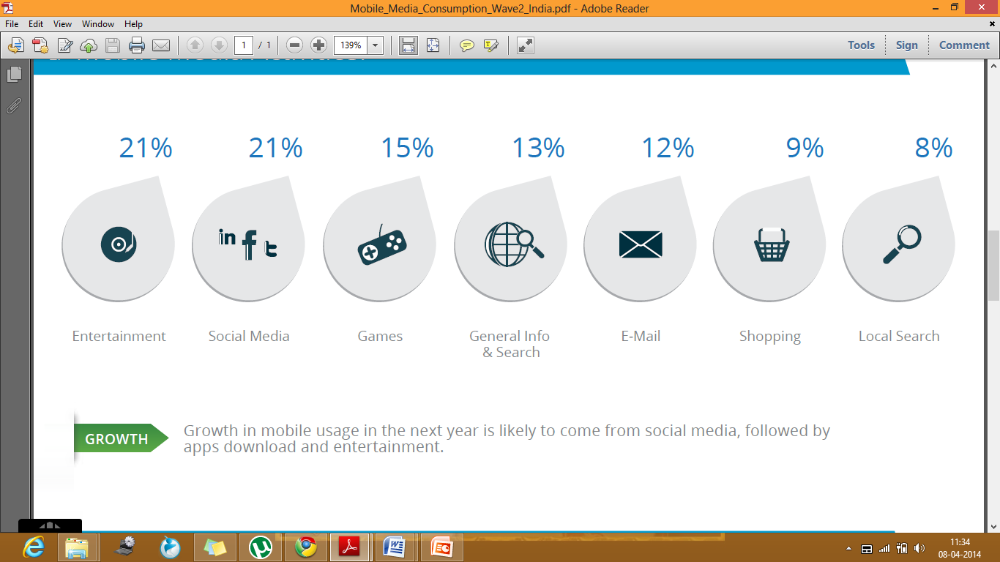 Mobile_Media_Consumption_Wave2_India.pdf - Adobe Reader
File Edit View Window Help
1 / 1 139% Tools Sign Comment
21% 21% 15% 13% 12% 9% 8%
in f t
Entertainment Social Media Games General Info E-Mail Shopping Local Search
& Search
GROWTH Growth in mobile usage in the next year is likely to come from social media, followed by
apps download and entertainment.
11:34
08-04-2014